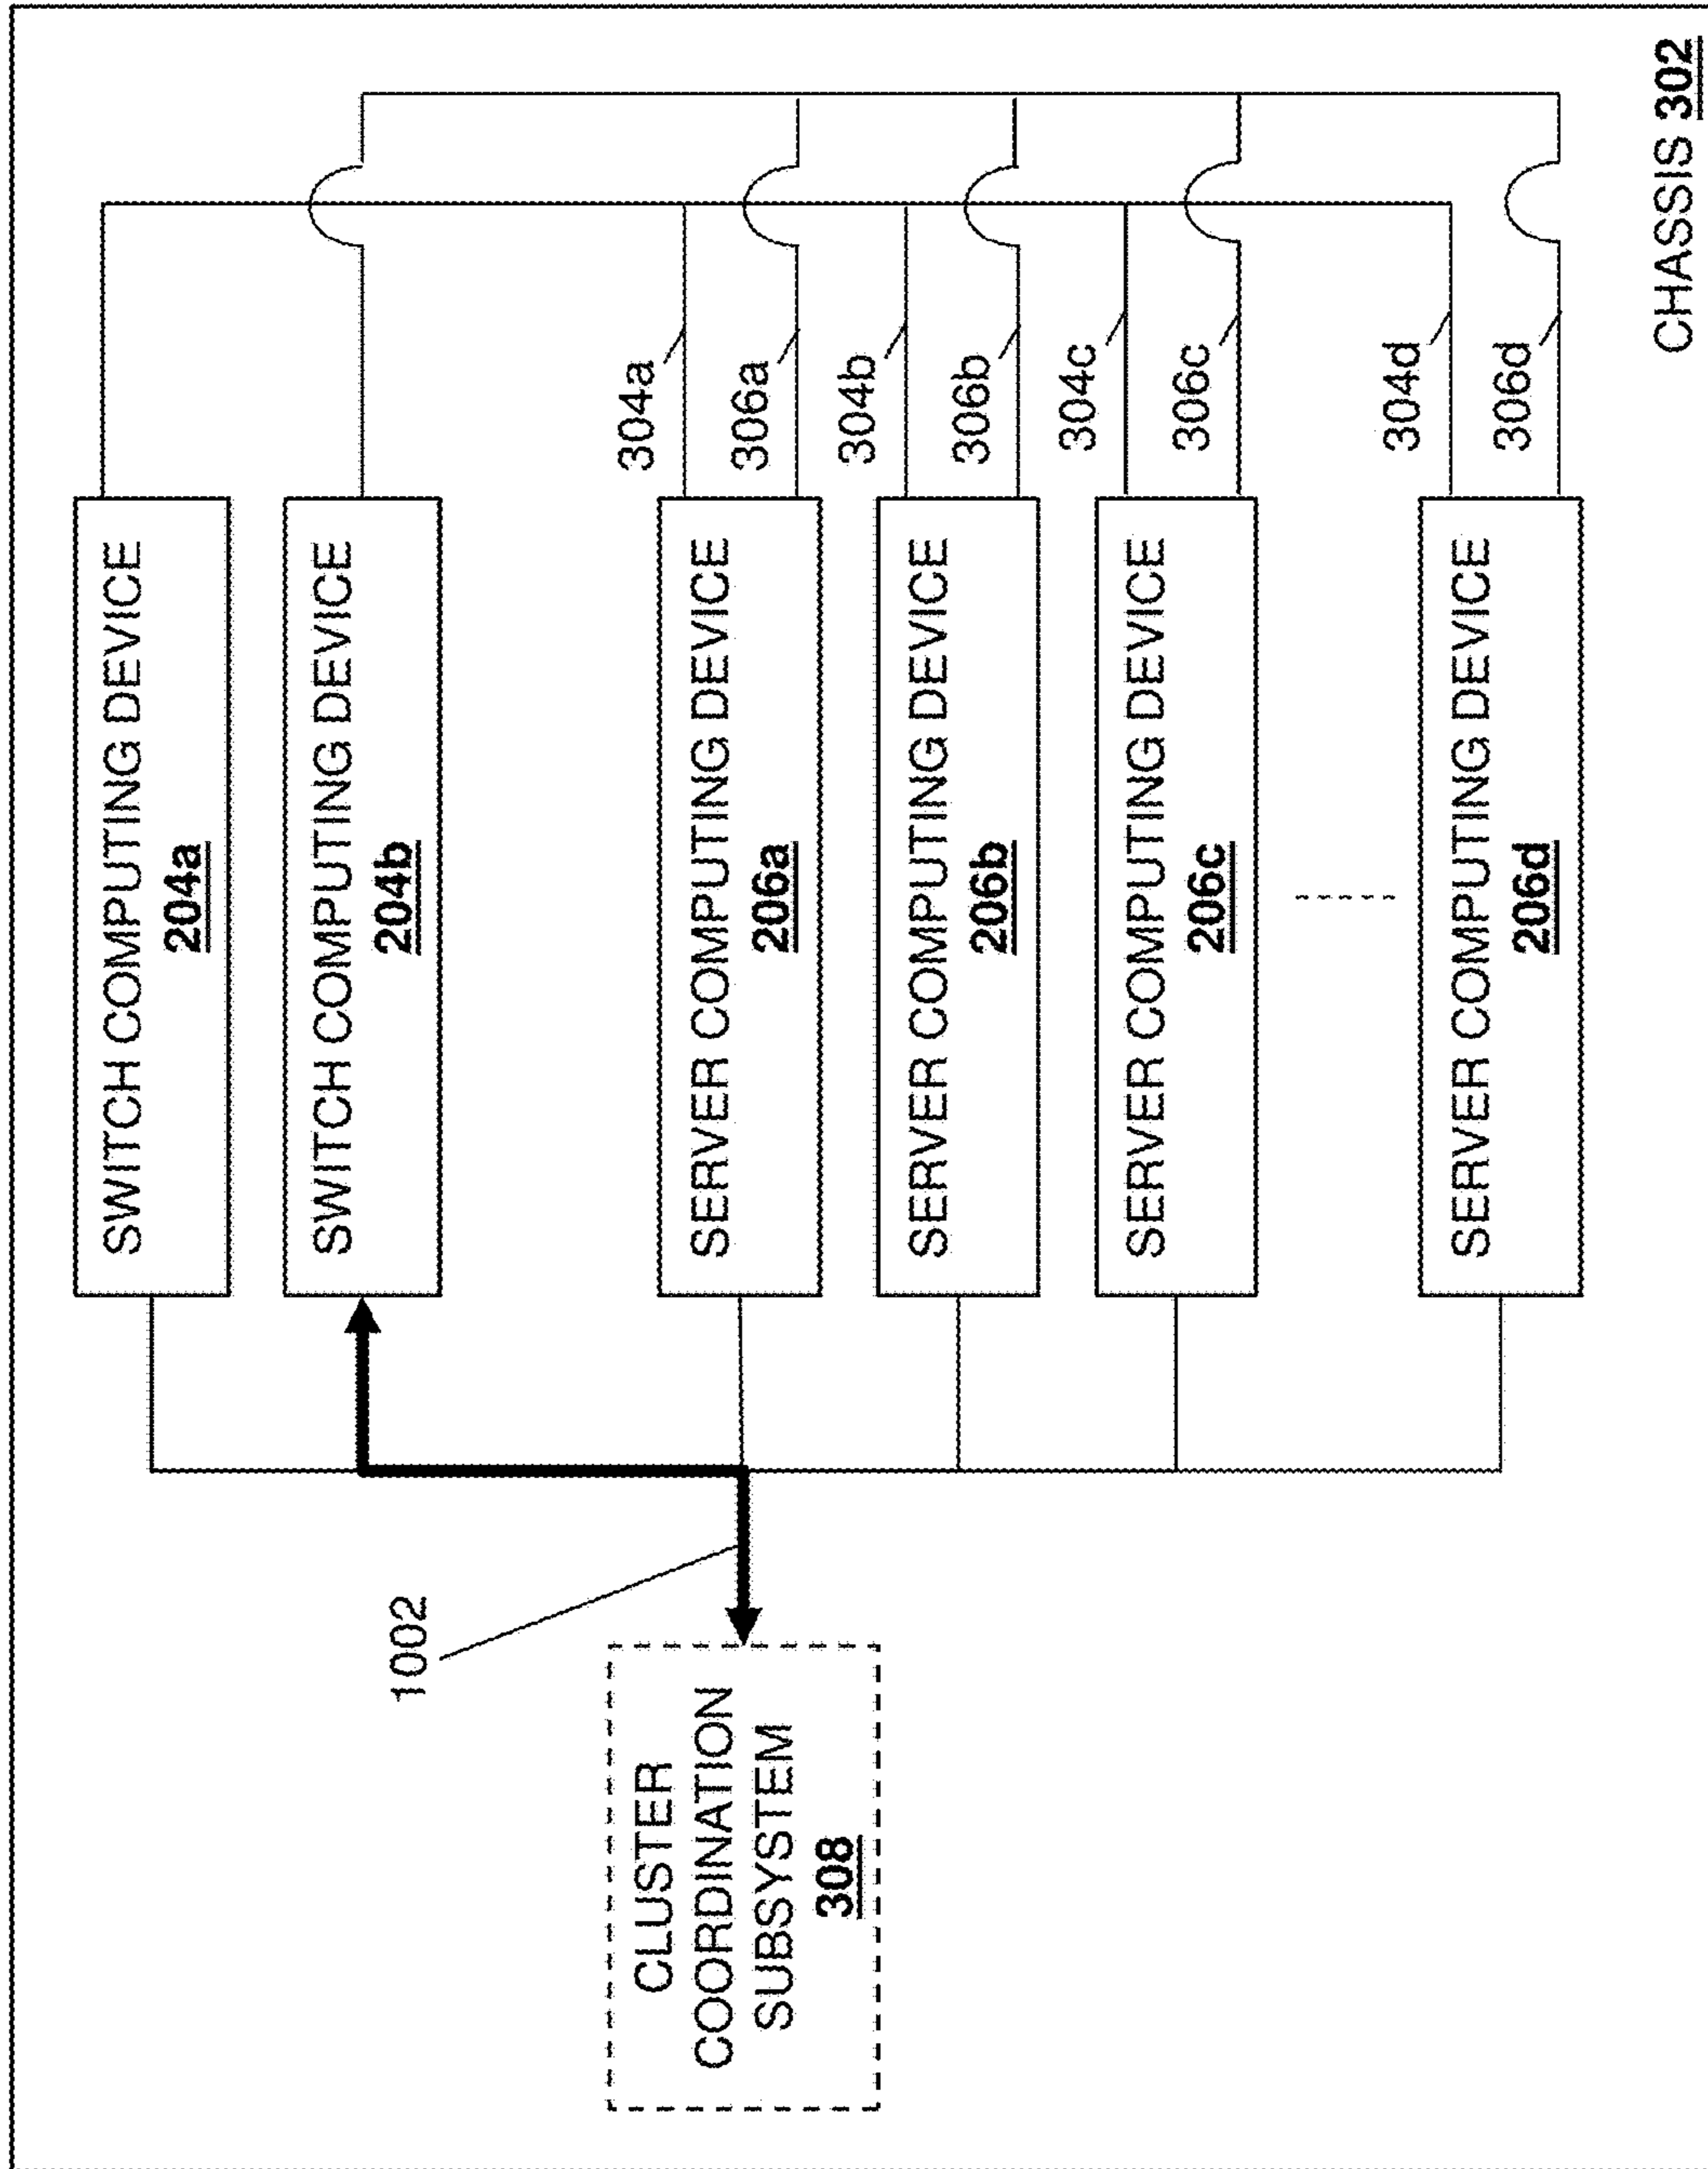 CHASSIS 302
SWITCH COMPUTING DEVICE
204a
SWITCH COMPUTING DEVICE
204b
SERVER COMPUTING DEVICE
206a
SERVER COMPUTING DEVICE
206b
SERVER COMPUTING DEVICE
206c
SERVER COMPUTING DEVICE
206d
304a
306a
304b
306b
304c
306c
304d
306d
1002
CLUSTER
COORDINATION
SUBSYSTEM
308